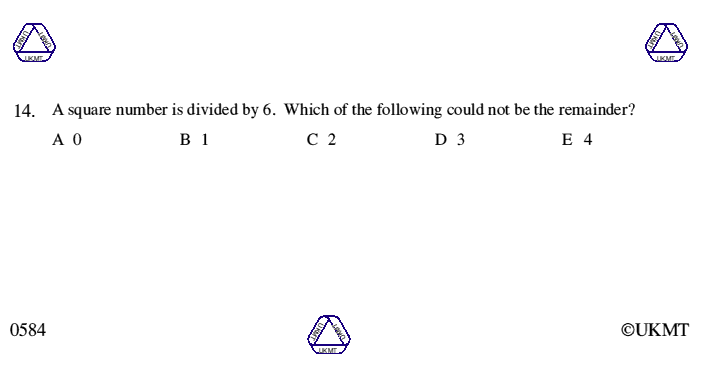 UKMT UKMT UKMT
UKMT UKMT UKMT
14. A square number is divided by 6. Which of the following could not be the remainder?
A 0 B 1 C 2 D 3 E 4
0584
UKMT UKMT UKMT
©UKMT